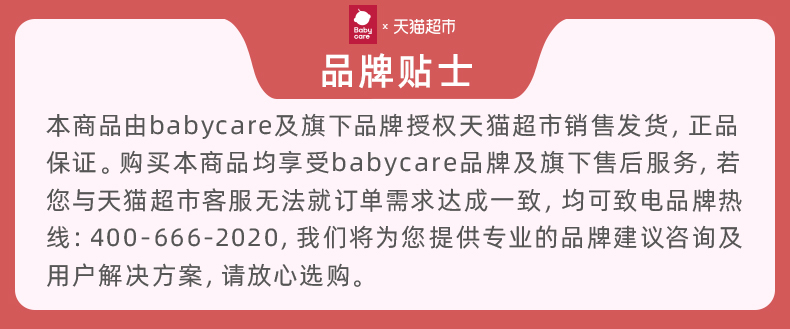 Baby
care
× 天猫超市
品牌贴士
本商品由babycare及旗下品牌授权天猫超市销售发货, 正品
保证。购买本商品均享受babycare品牌及旗下售后服务, 若
您与天猫超市客服无法就订单需求达成一致, 均可致电品牌热
线: 400-666-2020, 我们将为您提供专业的品牌建议咨询及
用户解决方案, 请放心选购。